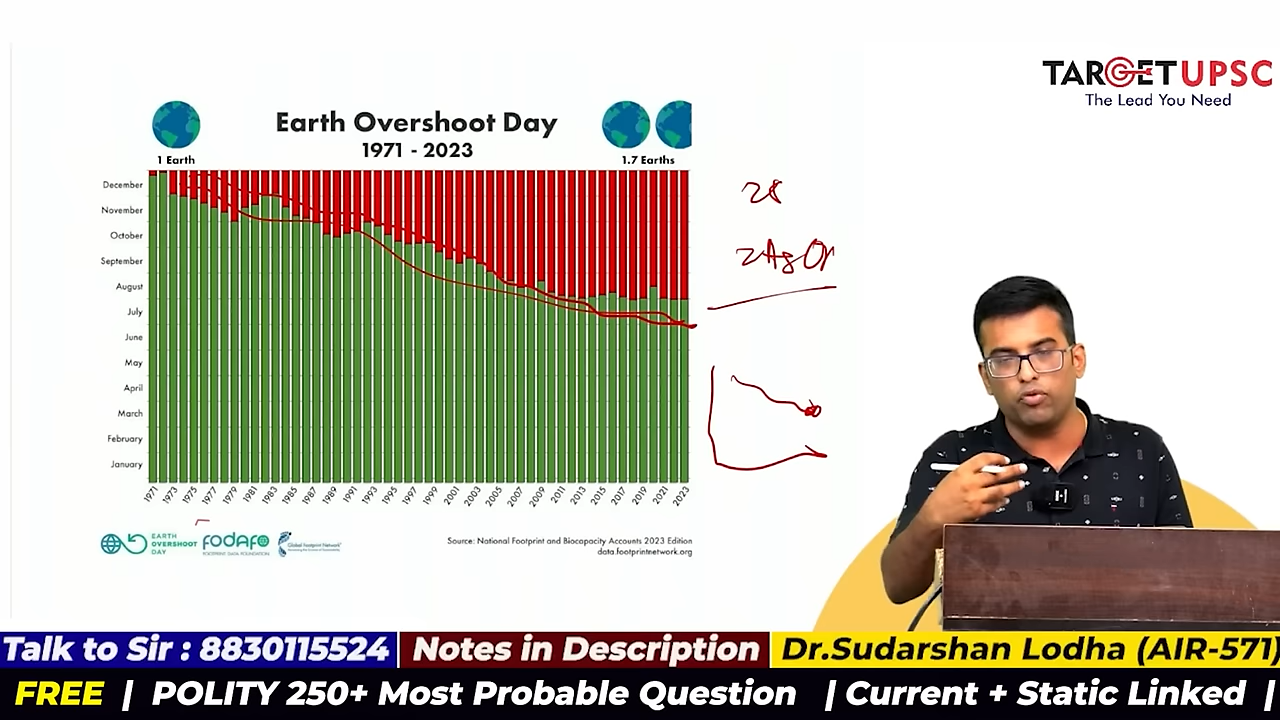 TARGET UPSC
The Lead You Need
Earth Overshoot Day
1971 - 2023
1 Earth
1.7 Earths
December
November
October
September
August
July
June
May
April
March
February
January
1971 1973 1975 1977 1979 1981 1983 1985 1987 1989 1991 1993 1995 1997 1999 2001 2003 2005 2007 2009 2011 2013 2015 2017 2019 2021 2023
EARTH
OVERSHOOT
DAY
FODAFO
FOOTPRINT DATA FOUNDATION
Global Footprint Network
Source: National Footprint and Biocapacity Accounts 2023 Edition
data.footprintnetwork.org
Talk to Sir : 8830115524
Notes in Description
Dr.Sudarshan Lodha (AIR-571)
FREE | POLITY 250+ Most Probable Question | Current + Static Linked |